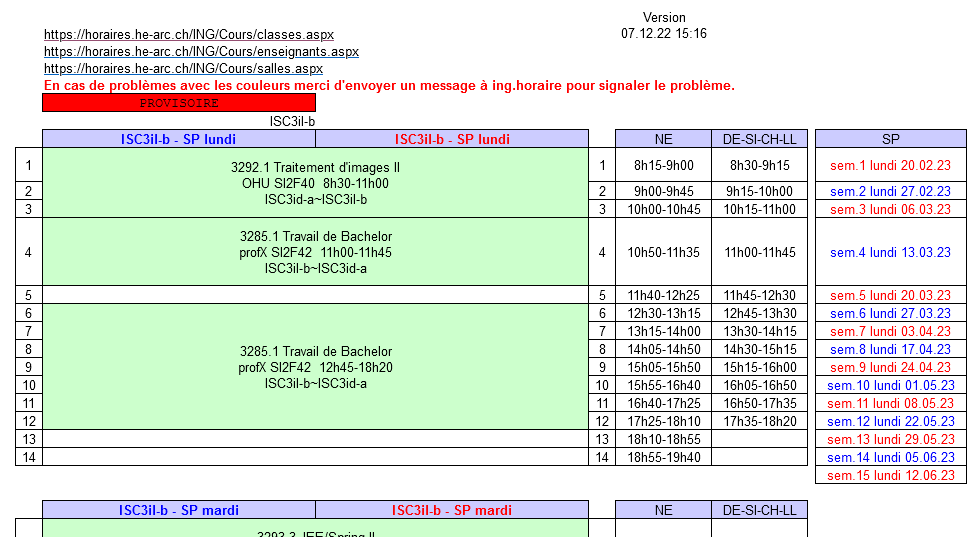 Version
https://horaires.he-arc.ch/ING/Cours/classes.aspx 07.12.22 15:16
https://horaires.he-arc.ch/ING/Cours/enseignants.aspx
https://horaires.he-arc.ch/ING/Cours/salles.aspx
En cas de problèmes avec les couleurs merci d'envoyer un message à ing.horaire pour signaler le problème.
PROVISOIRE
ISC3il-b
ISC3il-b - SP lundi ISC3il-b - SP lundi NE DE-SI-CH-LL SP
3292.1 Traitement d'images II
1 OHU SI2F40 8h30-11h00 1 8h15-9h00 8h30-9h15 sem.1 lundi 20.02.23
ISC3id-a~ISC3il-b
2 2 9h00-9h45 9h15-10h00 sem.2 lundi 27.02.23
3 3 10h00-10h45 10h15-11h00 sem.3 lundi 06.03.23
3285.1 Travail de Bachelor
4 profX SI2F42 11h00-11h45 4 10h50-11h35 11h00-11h45 sem.4 lundi 13.03.23
ISC3il-b~ISC3id-a
5 5 11h40-12h25 11h45-12h30 sem.5 lundi 20.03.23
6 6 12h30-13h15 12h45-13h30 sem.6 lundi 27.03.23
7 7 13h15-14h00 13h30-14h15 sem.7 lundi 03.04.23
8 3285.1 Travail de Bachelor 8 14h05-14h50 14h30-15h15 sem.8 lundi 17.04.23
9 profX SI2F42 12h45-18h20 9 15h05-15h50 15h15-16h00 sem.9 lundi 24.04.23
10 ISC3il-b~ISC3id-a 10 15h55-16h40 16h05-16h50 sem.10 lundi 01.05.23
11 11 16h40-17h25 16h50-17h35 sem.11 lundi 08.05.23
12 12 17h25-18h10 17h35-18h20 sem.12 lundi 22.05.23
13 13 18h10-18h55 sem.13 lundi 29.05.23
14 14 18h55-19h40 sem.14 lundi 05.06.23
sem.15 lundi 12.06.23
ISC3il-b - SP mardi ISC3il-b - SP mardi NE DE-SI-CH-LL
3293.3 JEE/Spring II